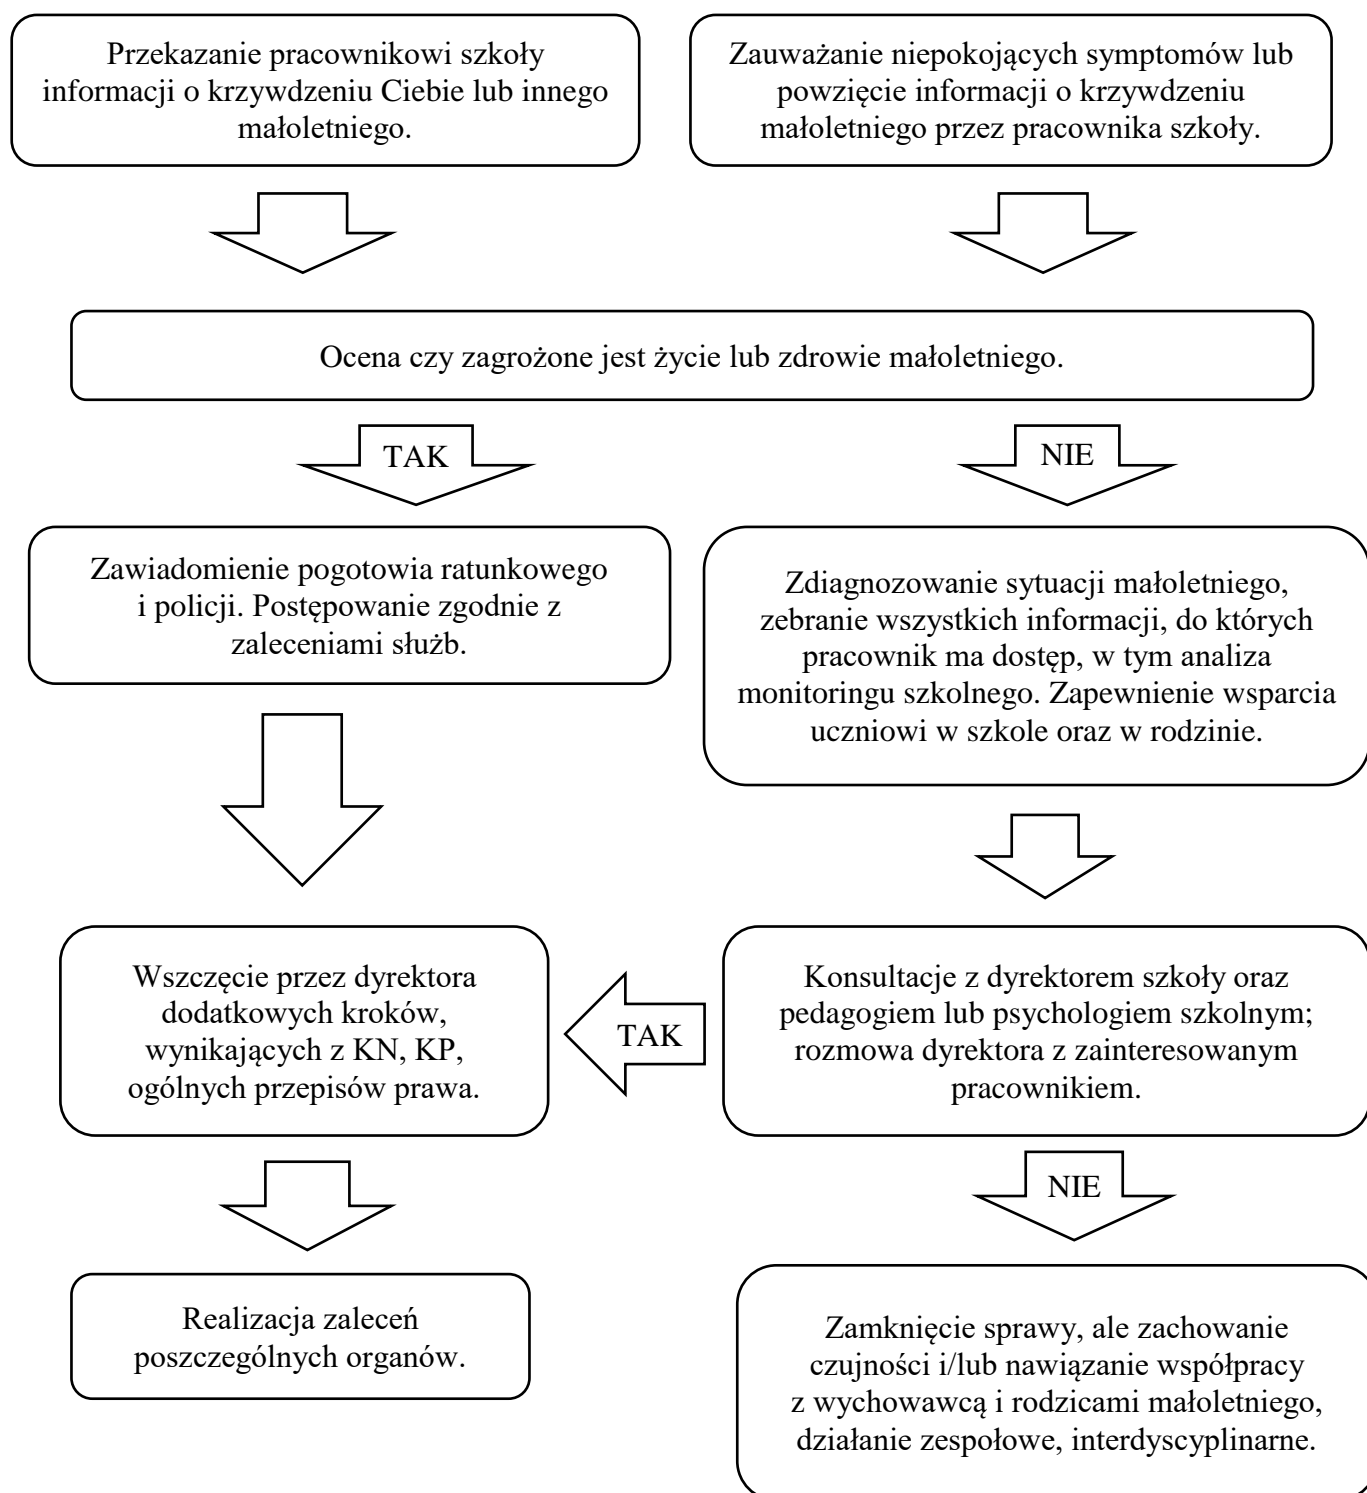 Przekazanie pracownikowi szkoły
informacji o krzywdzeniu Ciebie lub innego
małoletniego.
Zauważanie niepokojących symptomów lub
powzięcie informacji o krzywdzeniu
małoletniego przez pracownika szkoły.
Ocena czy zagrożone jest życie lub zdrowie małoletniego.
TAK
NIE
Zawiadomienie pogotowia ratunkowego
i policji. Postępowanie zgodnie z
zaleceniami służb.
Zdiagnozowanie sytuacji małoletniego,
zebranie wszystkich informacji, do których
pracownik ma dostęp, w tym analiza
monitoringu szkolnego. Zapewnienie wsparcia
uczniowi w szkole oraz w rodzinie.
Wszczęcie przez dyrektora
dodatkowych kroków,
wynikających z KN, KP,
ogólnych przepisów prawa.
TAK
Konsultacje z dyrektorem szkoły oraz
pedagogiem lub psychologiem szkolnym;
rozmowa dyrektora z zainteresowanym
pracownikiem.
NIE
Realizacja zaleceń
poszczególnych organów.
Zamknięcie sprawy, ale zachowanie
czujności i/lub nawiązanie współpracy
z wychowawcą i rodzicami małoletniego,
działanie zespołowe, interdyscyplinarne.